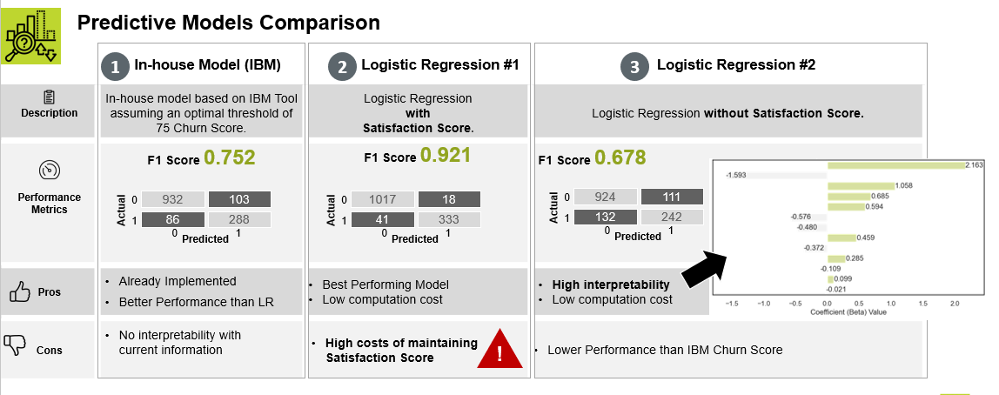 Predictive Models Comparison
1 In-house Model (IBM)
2 Logistic Regression #1
3 Logistic Regression #2
Description
In-house model based on IBM Tool
assuming an optimal threshold of
75 Churn Score.
Logistic Regression
with
Satisfaction Score.
Logistic Regression without Satisfaction Score.
Performance
Metrics
F1 Score 0.752
Actual
0 932 103
1 86 288
0 1
Predicted
F1 Score 0.921
Actual
0 1017 18
1 41 333
0 1
Predicted
F1 Score 0.678
Actual
0 924 111
1 132 242
0 1
Predicted
2.163
-1.593
1.058
0.685
0.594
-0.576
-0.480
0.459
-0.372
0.285
-0.109
0.099
-0.021
−1.5 −1.0 −0.5 0.0 0.5 1.0 1.5 2.0
Coefficient (Beta) Value
Pros
• Already Implemented
• Better Performance than LR
• Best Performing Model
• Low computation cost
• High interpretability
• Low computation cost
Cons
• No interpretability with
current information
• High costs of maintaining
Satisfaction Score
!
• Lower Performance than IBM Churn Score